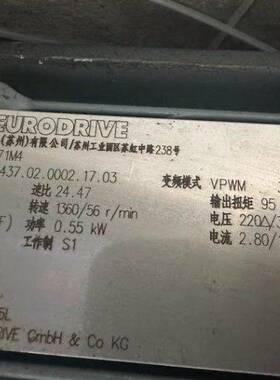 EURODRIVE
(苏州)有限公司/苏州工业园区苏虹中路238号
71M4
437.02.0002.17.03
变频模式 VPWM
速比 24.47
输出扭矩 95
转速 1360/56 r/min
电压 220Δ/3
功率 0.55 kW
电流 2.80/
工作制 S1
5L
RIVE GmbH & Co KG